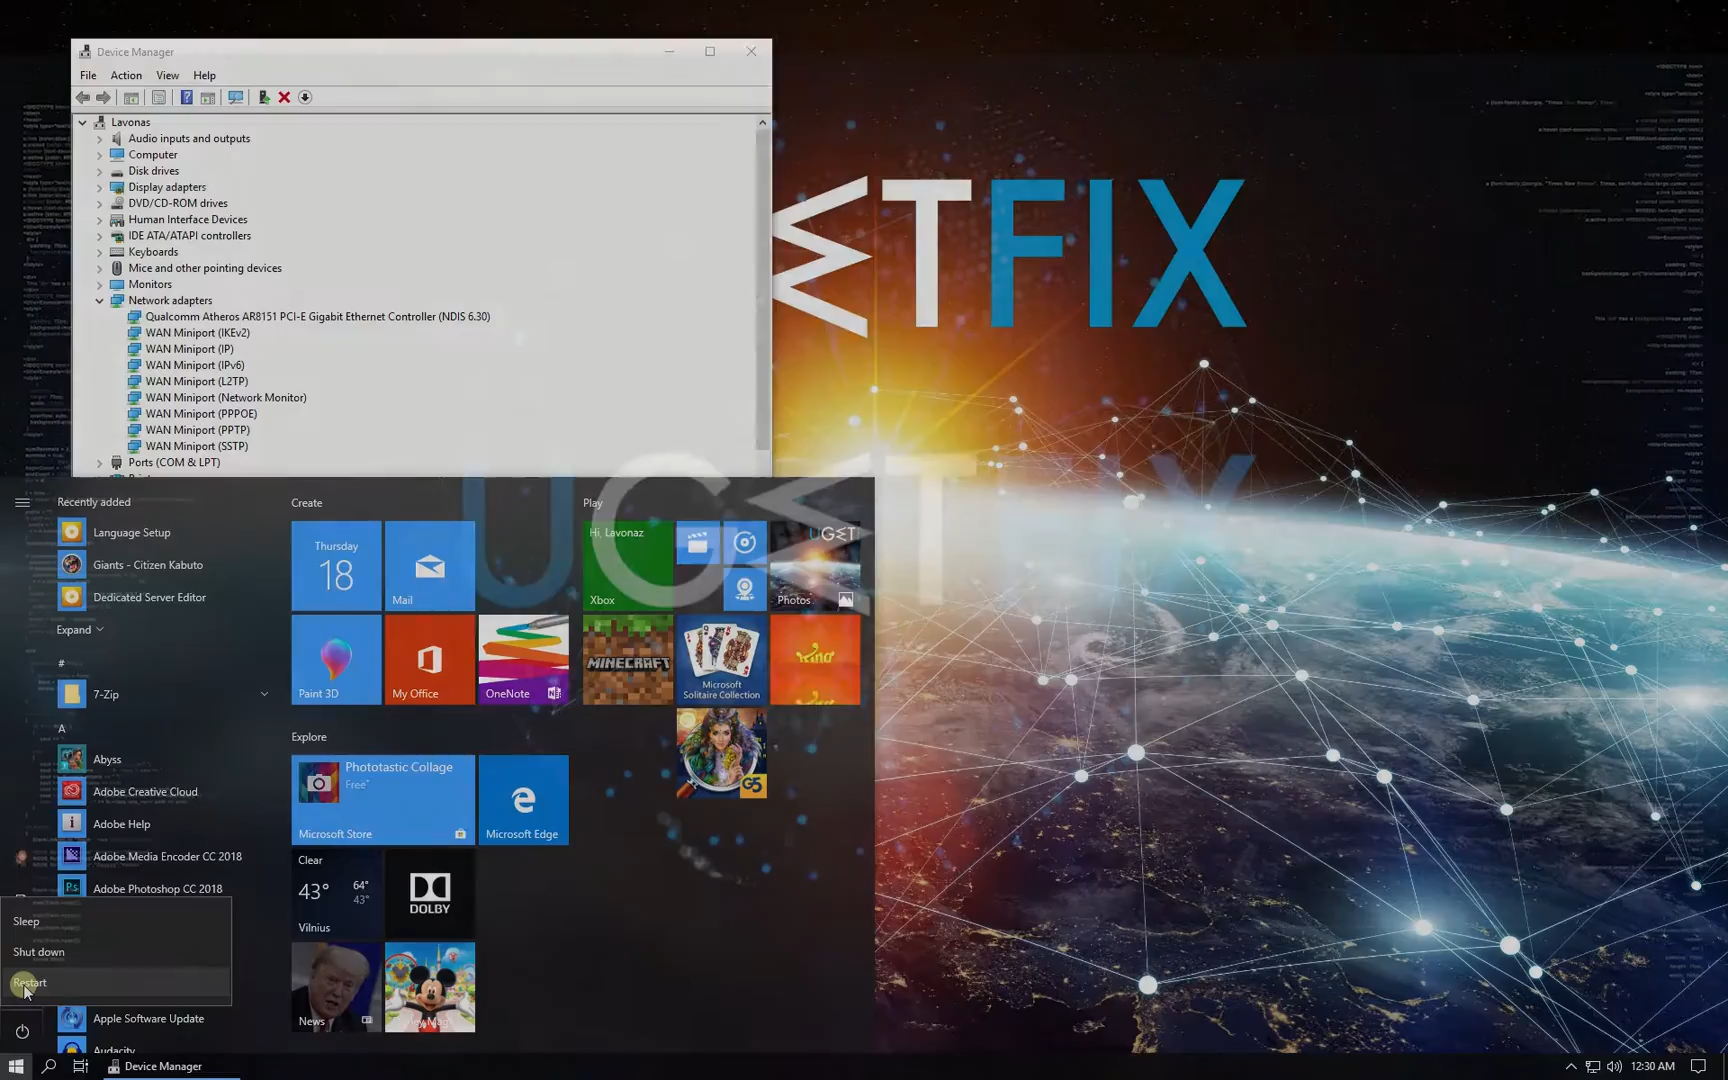 Device Manager
File Action View Help
Lavonas
Audio inputs and outputs
Computer
Disk drives
Display adapters
DVD/CD-ROM drives
Human Interface Devices
IDE ATA/ATAPI controllers
Keyboards
Mice and other pointing devices
Monitors
Network adapters
Qualcomm Atheros AR8151 PCI-E Gigabit Ethernet Controller (NDIS 6.30)
WAN Miniport (IKEv2)
WAN Miniport (IP)
WAN Miniport (IPv6)
WAN Miniport (L2TP)
WAN Miniport (Network Monitor)
WAN Miniport (PPPOE)
WAN Miniport (PPTP)
WAN Miniport (SSTP)
Ports (COM & LPT)
ETFIX
UGET
Recently added
Language Setup
Giants - Citizen Kabuto
Dedicated Server Editor
Expand
#
7-Zip
A
Abyss
Adobe Creative Cloud
Adobe Help
Adobe Media Encoder CC 2018
Ps
Adobe Photoshop CC 2018
Sleep
Shut down
Restart
Apple Software Update
Audacity
Create
Thursday
18
Mail
Paint 3D
My Office
OneNote
Explore
Phototastic Collage
Free
Microsoft Store
Microsoft Edge
Clear
43°
64°
43°
Vilnius
DOLBY
News
Play
Hi, Lavonaz
Xbox
UGET
Photos
MINECRAFT
Microsoft
Solitaire Collection
King
G5
Device Manager
12:30 AM